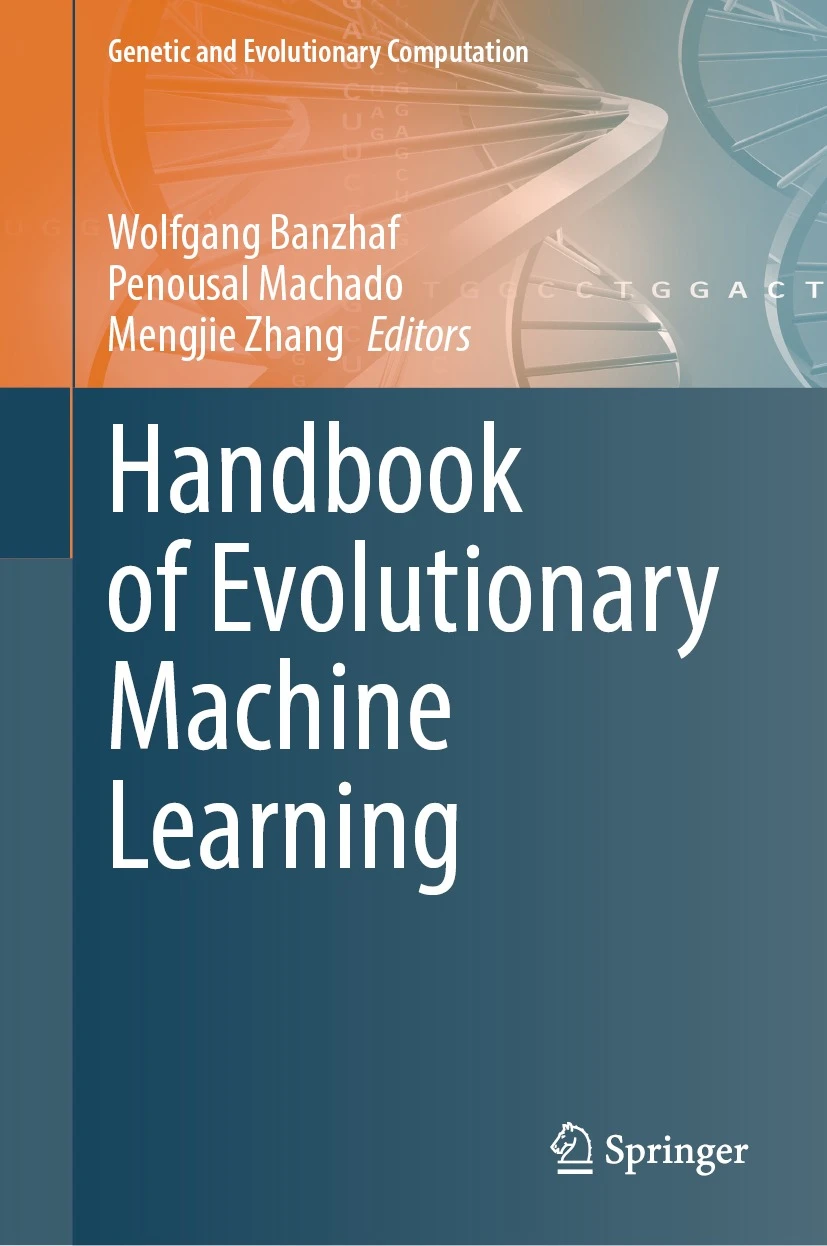 Genetic and Evolutionary Computation
Wolfgang Banzhaf
Penousal Machado
Mengjie Zhang Editors
T G G C C T G G A C T
Handbook
of Evolutionary
Machine
Learning
Springer